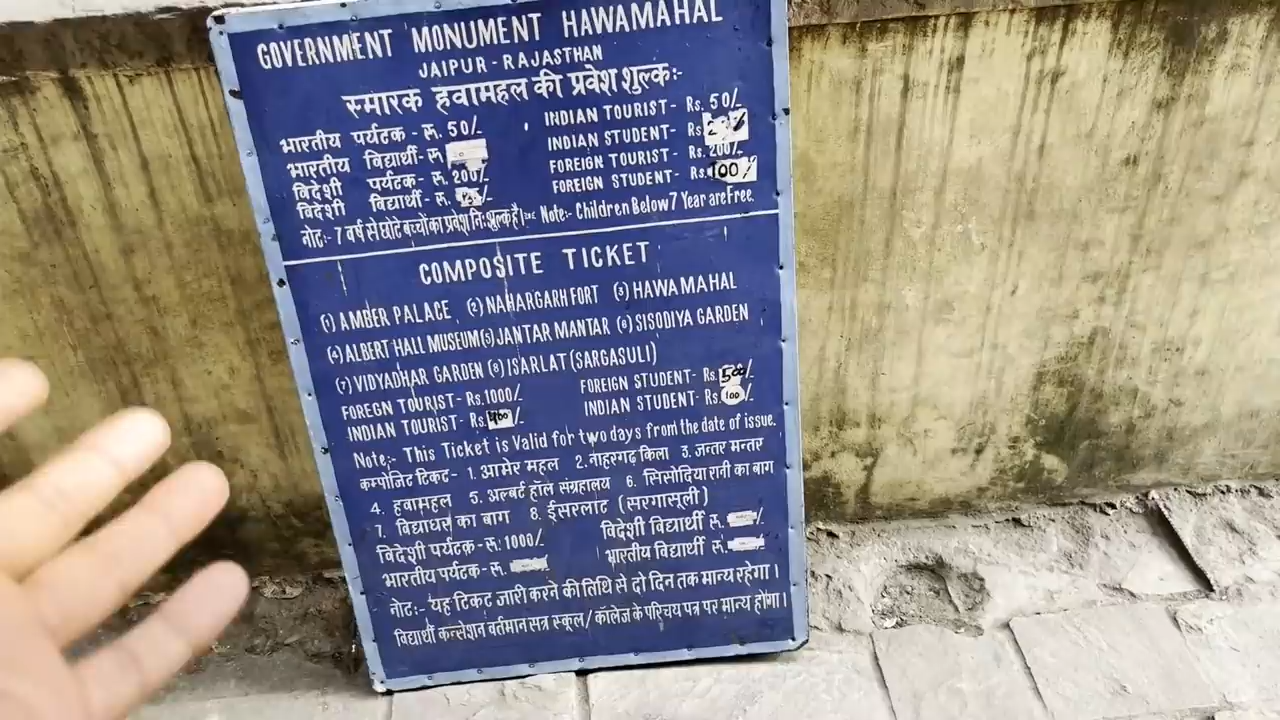 GOVERNMENT MONUMENT HAWAMAHAL
JAIPUR-RAJASTHAN
स्मारक हवामहल की प्रवेश शुल्क:-
भारतीय पर्यटक - रू. 50/-
भारतीय विद्यार्थी - रू
विदेशी पर्यटक - रू. 200/-
विदेशी विद्यार्थी - रू. /-
INDIAN TOURIST- Rs. 50/-
INDIAN STUDENT- Rs.
FOREIGN TOURIST- Rs. 200/-
FOREIGN STUDENT- Rs. 100/-
नोट:- 7 वर्ष से छोटे बच्चों का प्रवेश निःशुल्क है। Note:- Children Below 7 Year are Free.
COMPOSITE TICKET
(1) AMBER PALACE (2) NAHARGARH FORT (3) HAWAMAHAL
(4) ALBERT HALL MUSEUM (5) JANTAR MANTAR (6) SISODIYA GARDEN
(7) VIDYADHAR GARDEN (8) ISARLAT (SARGASULI)
FOREGN TOURIST- Rs. 1000/-
INDIAN TOURIST- Rs. /-
FOREIGN STUDENT- Rs. 500/-
INDIAN STUDENT- Rs. 100/-
Note:- This Ticket is Valid for two days from the date of issue.
कम्पोजिट टिकट- 1. आमेर महल 2. नाहरगढ़ किला 3. जन्तर मन्तर
4. हवामहल 5. अल्बर्ट हॉल संग्रहालय 6. सिसोदिया रानी का बाग
7. विद्याधर का बाग 8. ईसरलाट (सरगासूली)
विदेशी पर्यटक - रू. 1000/-
भारतीय पर्यटक - रू.
विदेशी विद्यार्थी रू. /-
भारतीय विद्यार्थी रू. /-
नोट:- यह टिकट जारी करने की तिथि से दो दिन तक मान्य रहेगा।
विद्यार्थी कन्सेशन वर्तमान सत्र स्कूल/ कॉलेज के परिचय पत्र पर मान्य होगा।